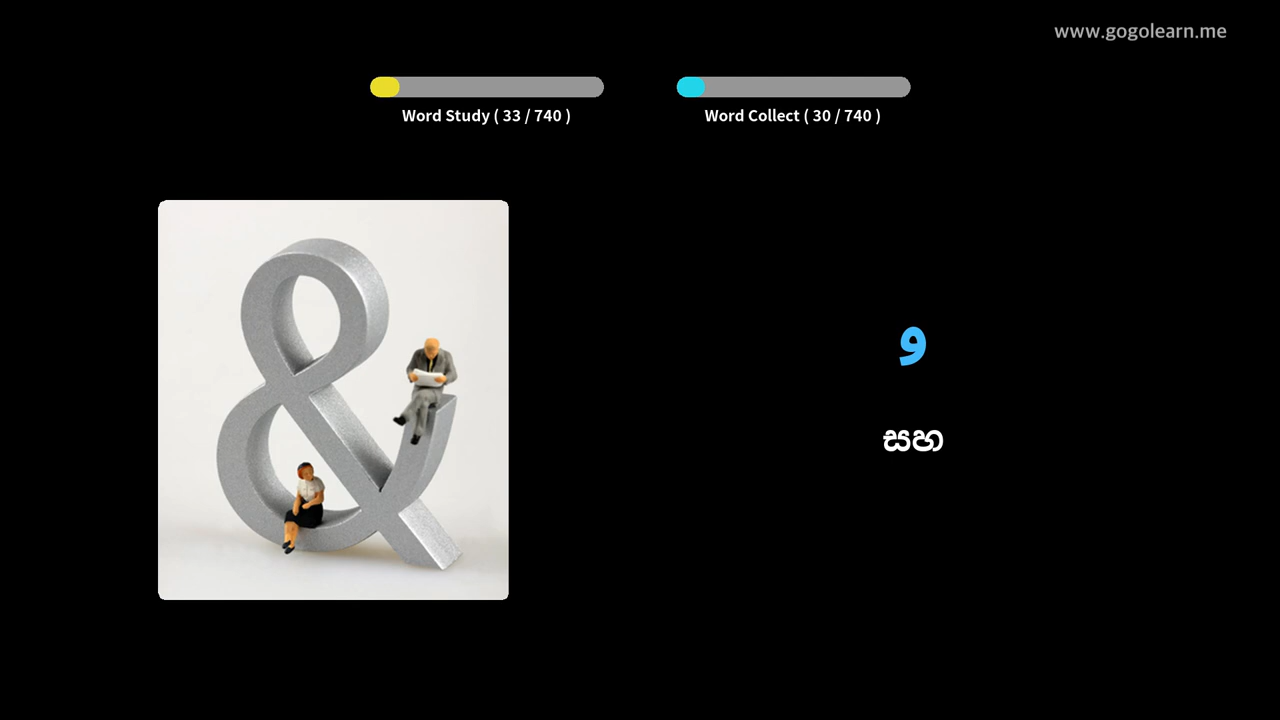 www.gogolearn.me
Word Study ( 33 / 740 )
Word Collect ( 30 / 740 )
&
و
සහ